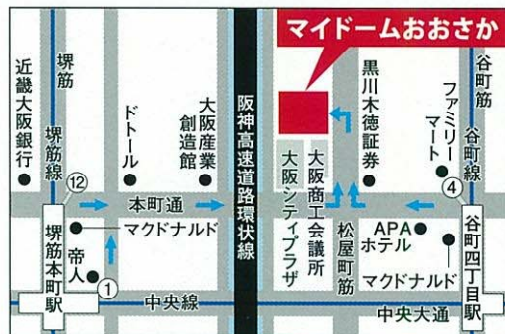 マイドームおおさか
近畿大阪銀行
堺筋
堺筋線
ドトール
大阪産業
創造館
阪神高速道路環状線
大阪シティプラザ
大阪商工会議所
松屋町筋
黒川木徳証券
ファミリー
マート
谷町筋
谷町線
⑫
④
本町通
マクドナルド
帝人
①
堺筋本町駅
APA
ホテル
マクドナルド
谷町四丁目駅
中央線
中央大通